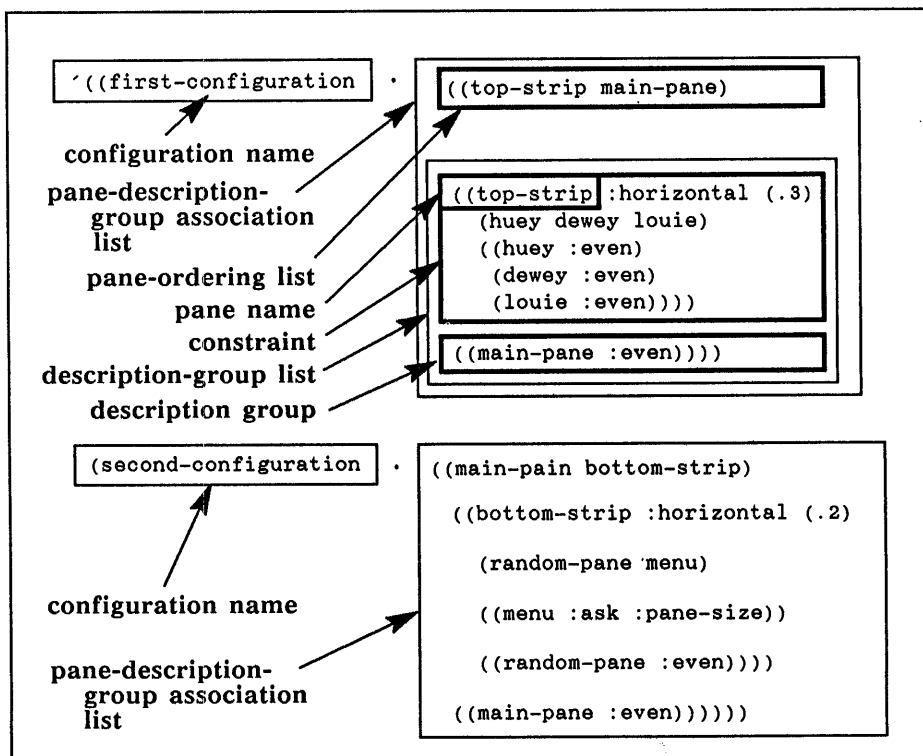 ´((first-configuration . ((top-strip main-pane)
configuration name
pane-description-
group association
list
pane-ordering list
pane name
constraint
description-group list
description group
((top-strip :horizontal (.3)
(huey dewey louie)
((huey :even)
(dewey :even)
(louie :even))))
((main-pane :even))))
(second-configuration . ((main-pain bottom-strip)
((bottom-strip :horizontal (.2)
(random-pane menu)
((menu :ask :pane-size))
((random-pane :even))))
((main-pane :even))))))
configuration name
pane-description-
group association
list